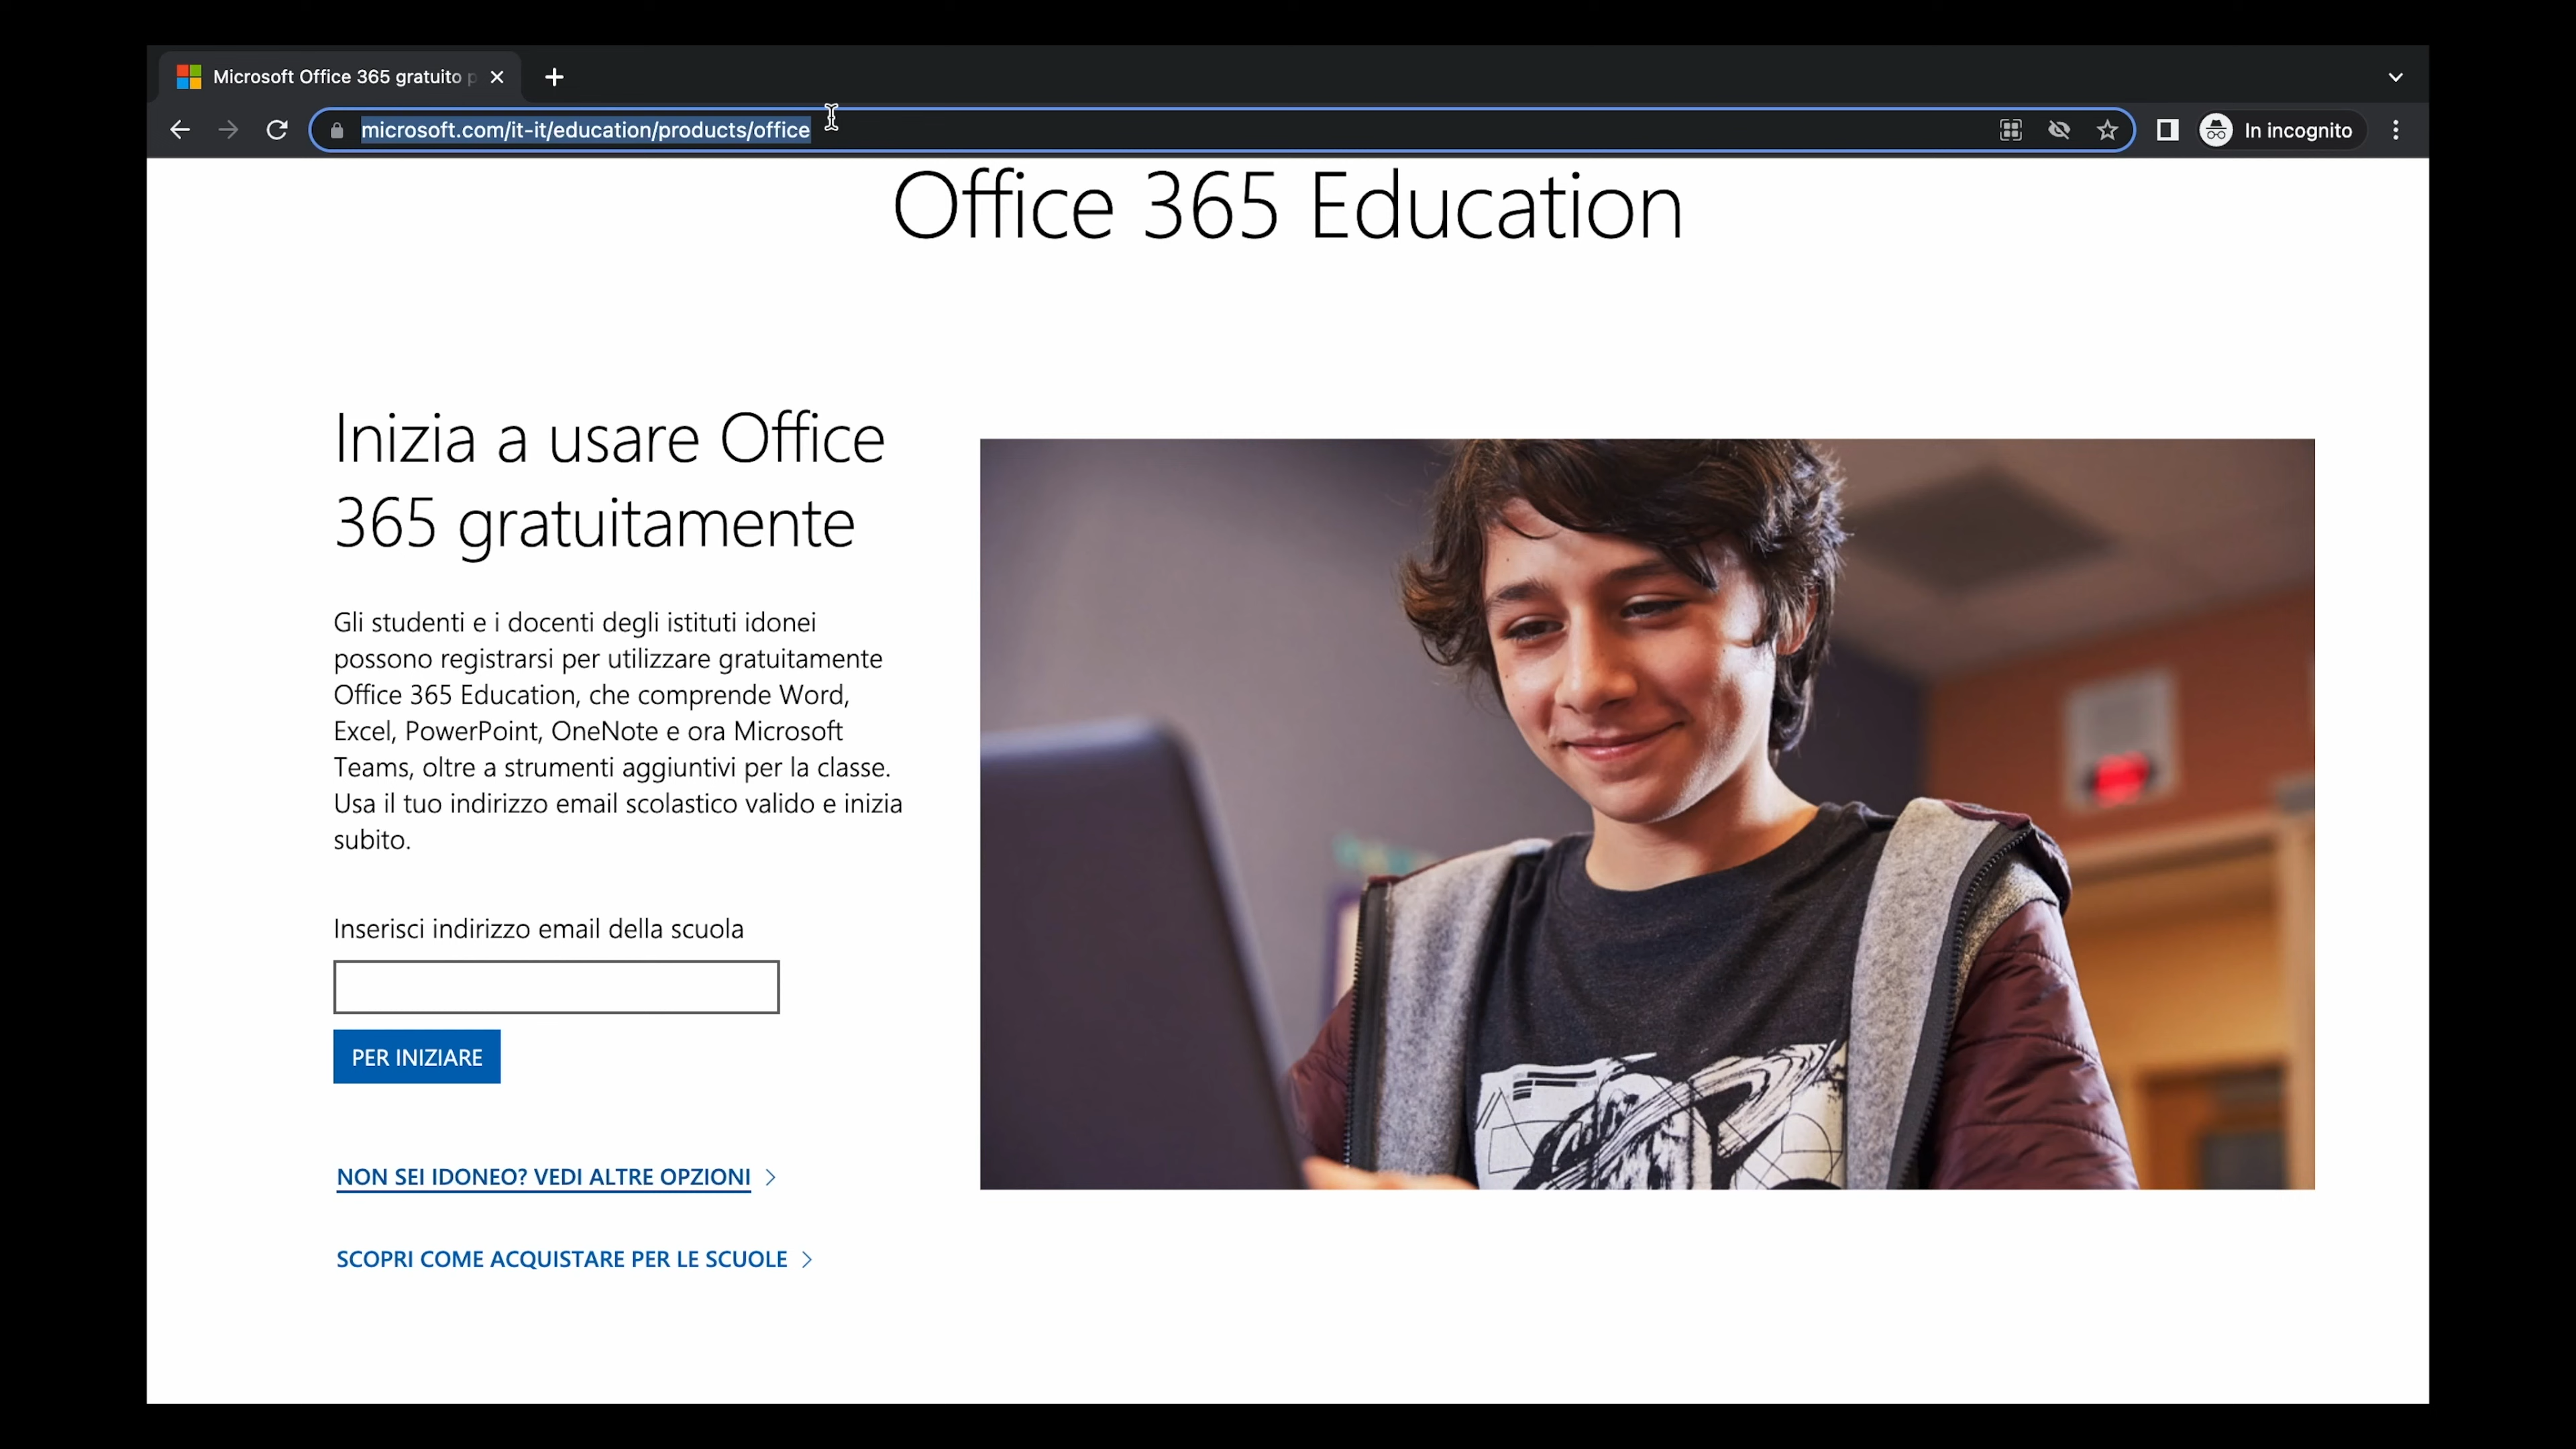 Microsoft Office 365 gratuito
microsoft.com/it-it/education/products/office
In incognito
Office 365 Education
Inizia a usare Office
365 gratuitamente
Gli studenti e i docenti degli istituti idonei
possono registrarsi per utilizzare gratuitamente
Office 365 Education, che comprende Word,
Excel, PowerPoint, OneNote e ora Microsoft
Teams, oltre a strumenti aggiuntivi per la classe.
Usa il tuo indirizzo email scolastico valido e inizia
subito.
Inserisci indirizzo email della scuola
PER INIZIARE
NON SEI IDONEO? VEDI ALTRE OPZIONI
SCOPRI COME ACQUISTARE PER LE SCUOLE